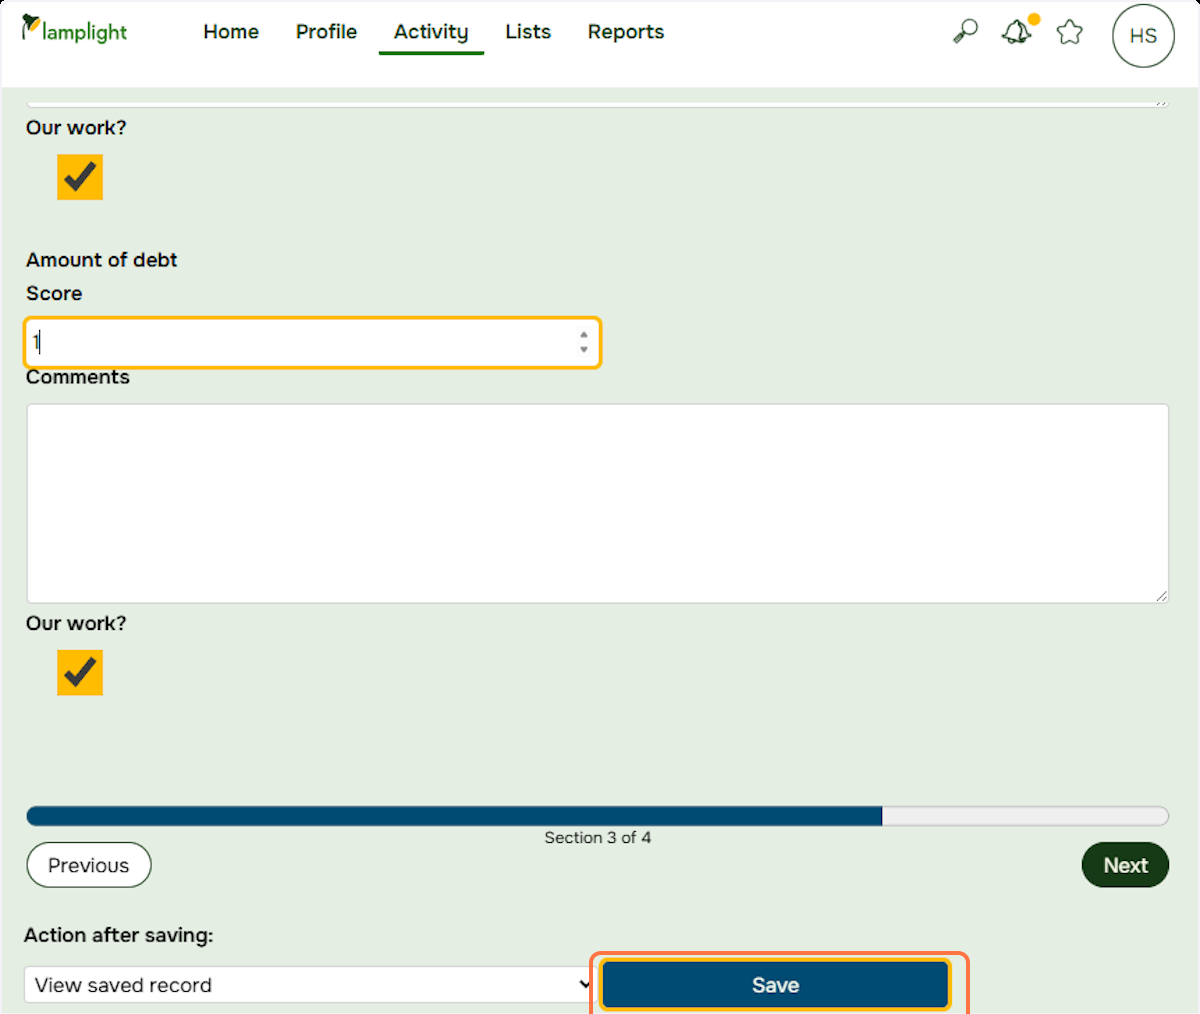 lamplight Home Profile Activity Lists Reports HS
Our work?
Amount of debt
Score
1
Comments
Our work?
Section 3 of 4
Previous Next
Action after saving:
View saved record Save